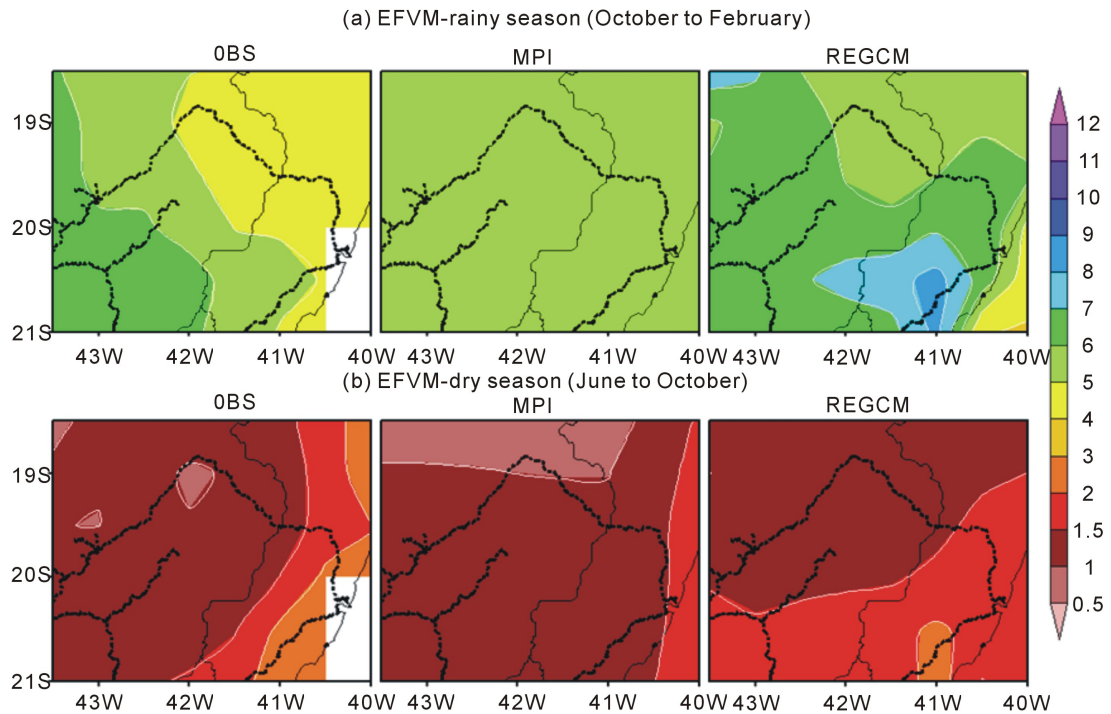 (a) EFVM-rainy season (October to February)
0BS MPI REGCM
19S
20S
21S
43W 42W 41W 40W 43W 42W 41W 40W 43W 42W 41W 40W
12
11
10
9
8
7
6
5
4
3
2
1.5
1
0.5
(b) EFVM-dry season (June to October)
0BS MPI REGCM
19S
20S
21S
43W 42W 41W 40W 43W 42W 41W 40W 43W 42W 41W 40W